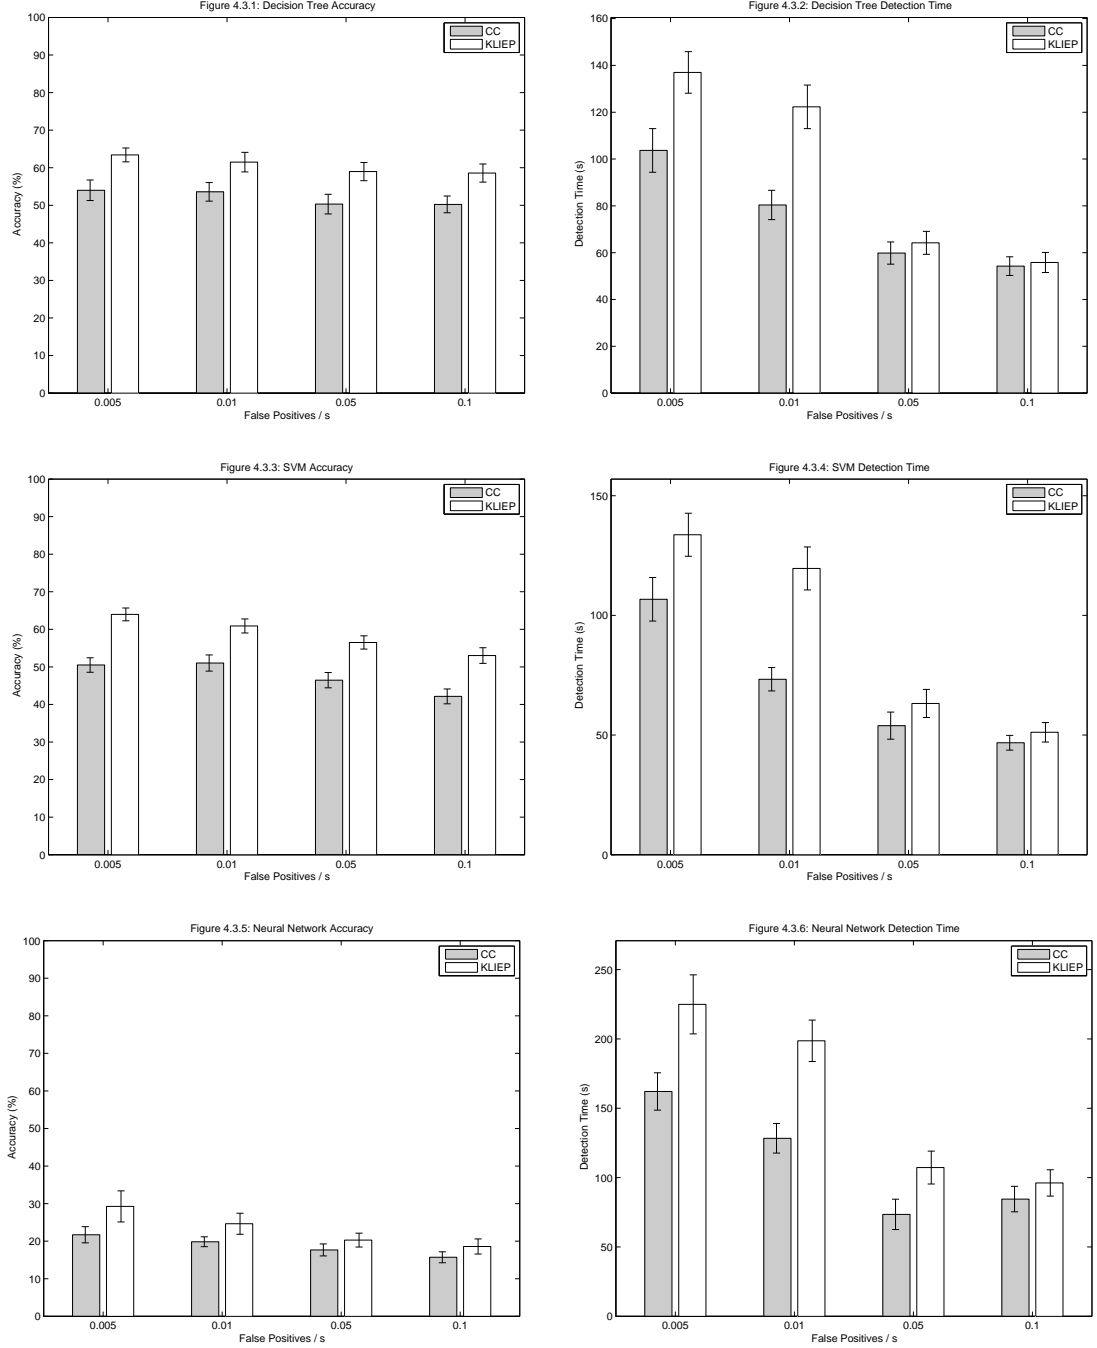 Figure 4.3.1: Decision Tree Accuracy
100
90
80
70
60
50
40
30
20
10
0
Accuracy (%)
CC
KLIEP
0.005
0.01
0.05
0.1
False Positives / s
Figure 4.3.2: Decision Tree Detection Time
160
140
120
100
80
60
40
20
0
Detection Time (s)
CC
KLIEP
0.005
0.01
0.05
0.1
False Positives / s
Figure 4.3.3: SVM Accuracy
100
90
80
70
60
50
40
30
20
10
0
Accuracy (%)
CC
KLIEP
0.005
0.01
0.05
0.1
False Positives / s
Figure 4.3.4: SVM Detection Time
150
100
50
0
Detection Time (s)
CC
KLIEP
0.005
0.01
0.05
0.1
False Positives / s
Figure 4.3.5: Neural Network Accuracy
100
90
80
70
60
50
40
30
20
10
0
Accuracy (%)
CC
KLIEP
0.005
0.01
0.05
0.1
False Positives / s
Figure 4.3.6: Neural Network Detection Time
250
200
150
100
50
0
Detection Time (s)
CC
KLIEP
0.005
0.01
0.05
0.1
False Positives / s